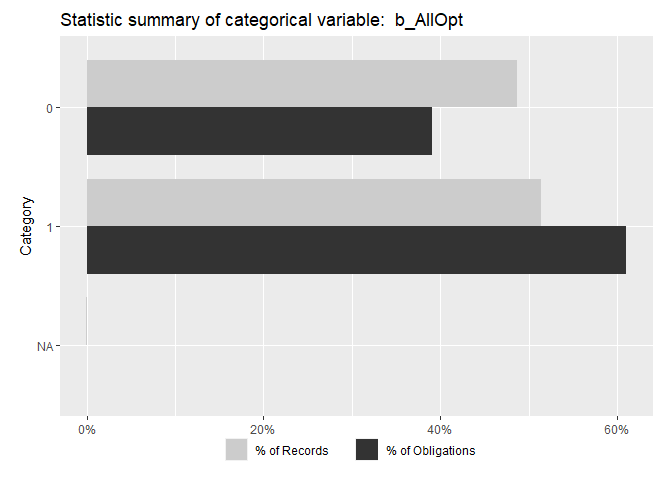 Statistic summary of categorical variable:  b_AllOpt
Category
0
1
NA
0%
20%
40%
60%
% of Records
% of Obligations